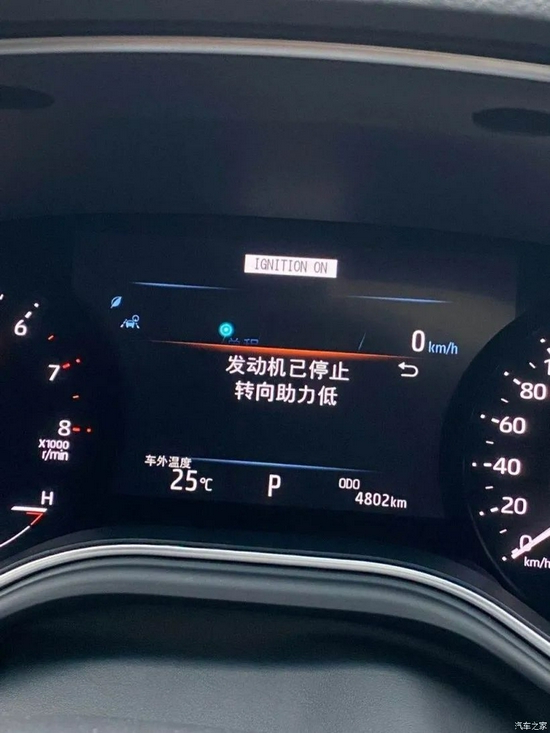 IGNITION ON
6
7
8
X1000
r/min
H
0 km/h
发动机已停止
转向助力低
车外温度
25℃
P
ODO
4802km
80
60
40
20
0
km/h
汽车之家